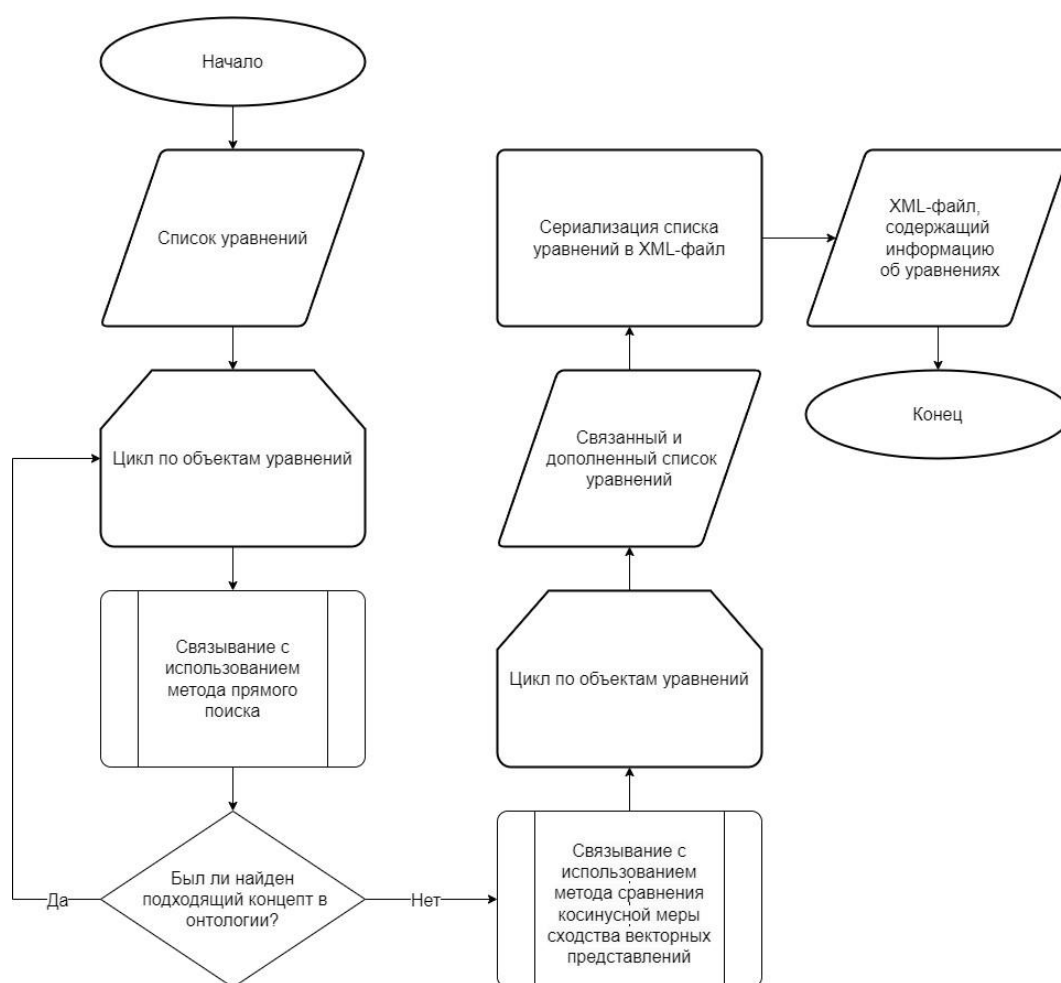 Начало
Список уравнений
Цикл по объектам уравнений
Связывание с
использованием
метода прямого
поиска
Был ли найден
подходящий концепт в
онтологии?
Да
Нет
Связывание с
использованием
метода сравнения
косинусной меры
сходства векторных
представлений
Цикл по объектам уравнений
Связанный и
дополненный список
уравнений
Сериализация списка
уравнений в XML-файл
XML-файл,
содержащий
информацию
об уравнениях
Конец